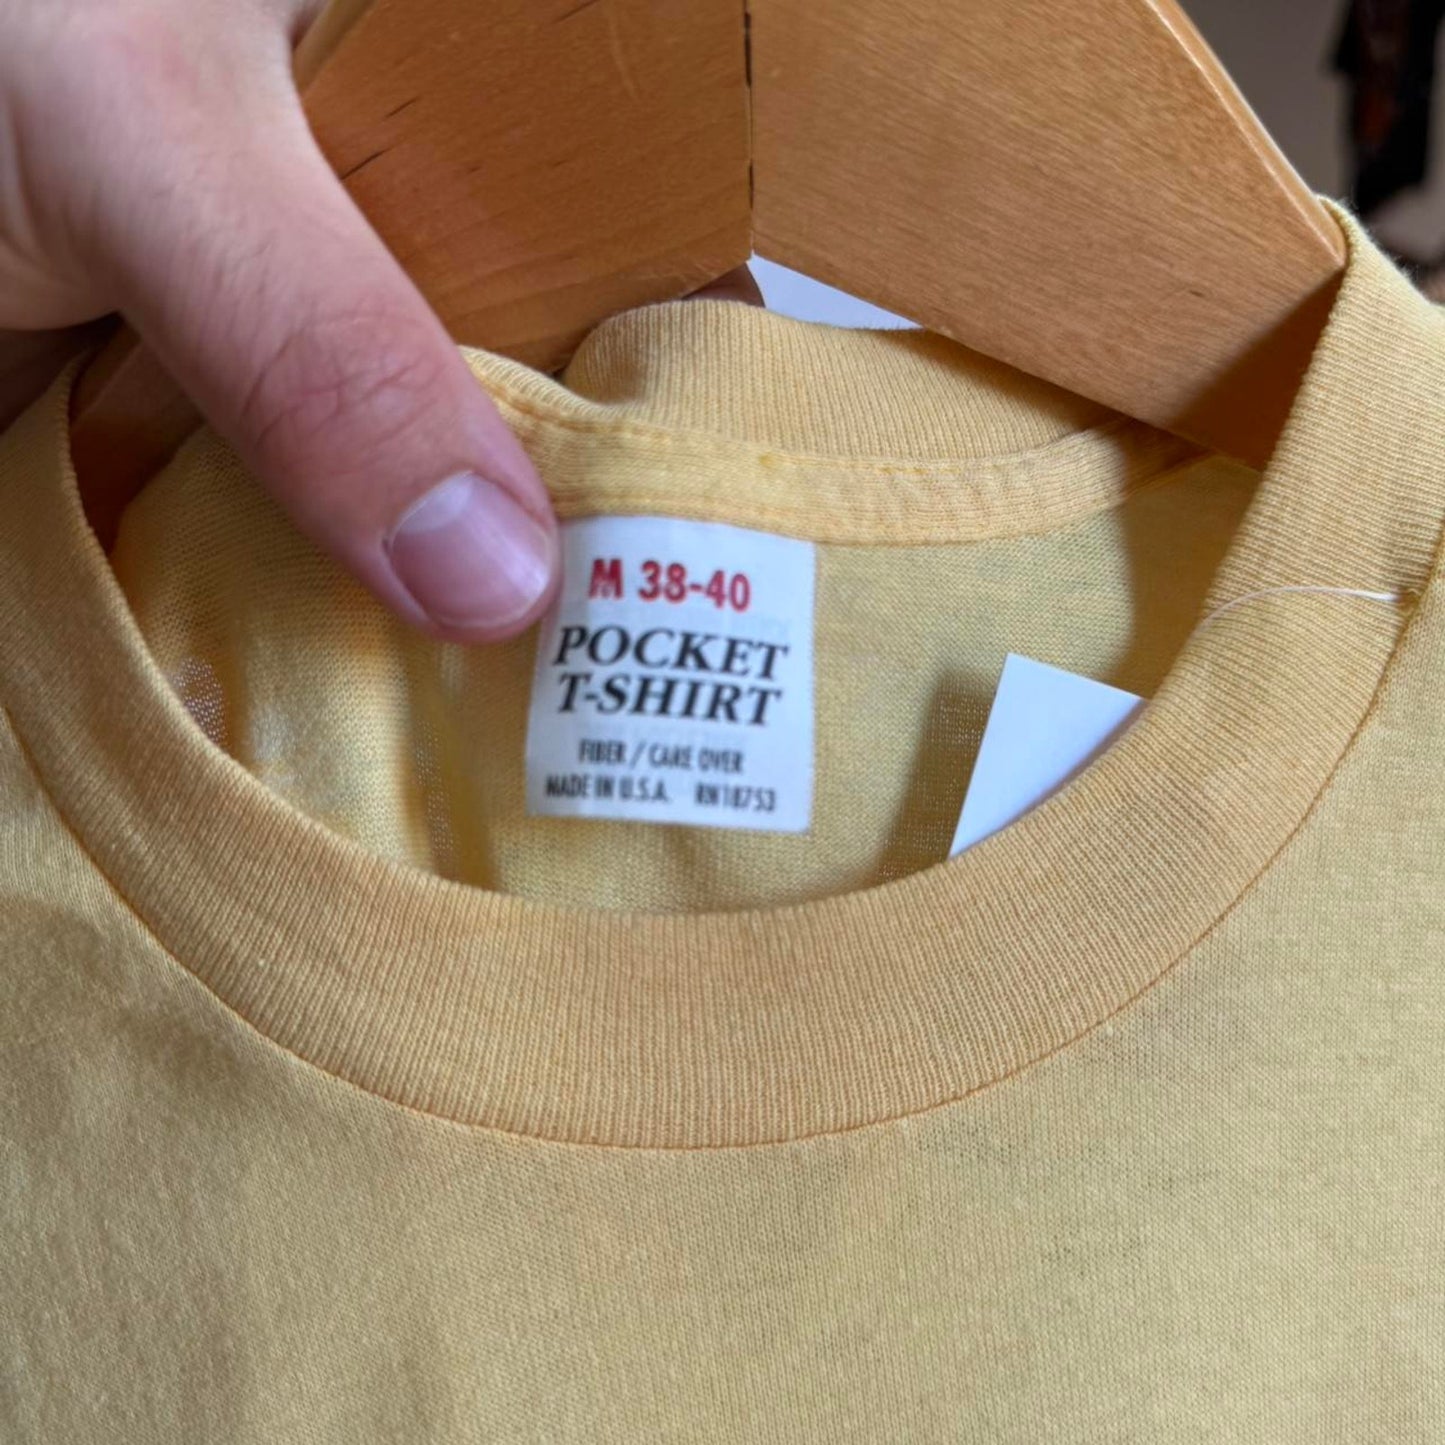 M 38-40
POCKET
T-SHIRT
FIBER / CARE OVER
MADE IN U.S.A. RN18753